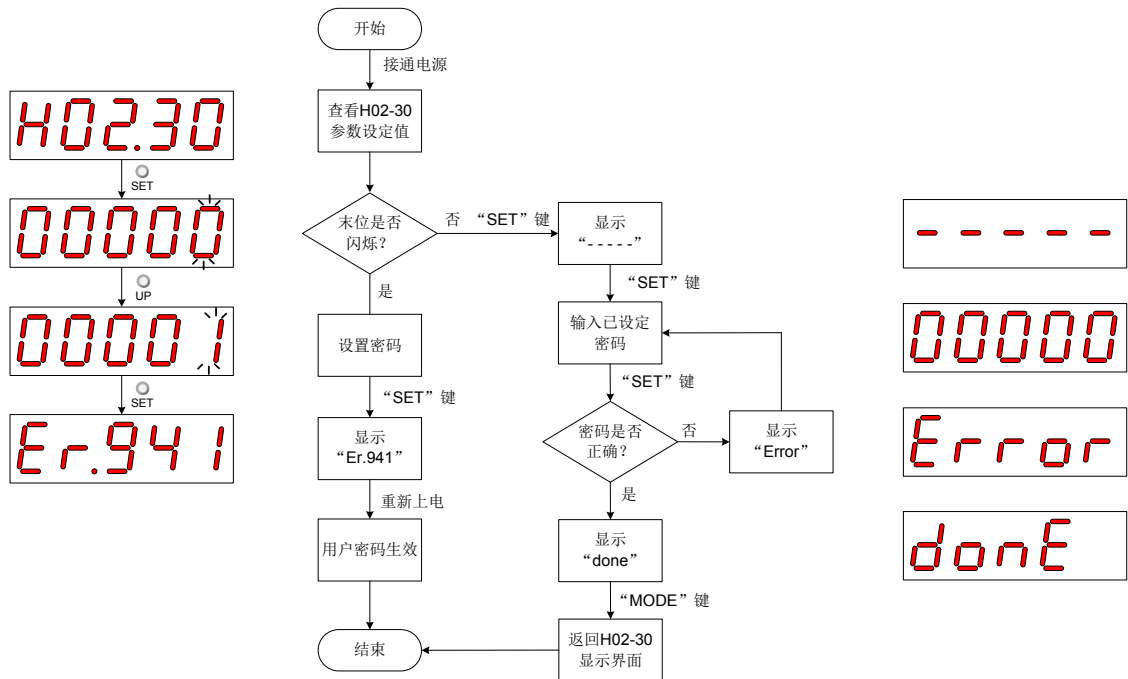 H02.30
SET
00000
UP
00001
SET
Er.941
开始
接通电源
查看H02-30
参数设定值
末位是否
闪烁？
否 “SET”键
是
设置密码
“SET”键
显示
“Er.941”
重新上电
用户密码生效
结束
显示
“- - - - -”
“SET”键
输入已设定
密码
“SET”键
密码是否
正确？
否
显示
“Error”
是
显示
“done”
“MODE”键
返回H02-30
显示界面
- - - - -
00000
Error
donE